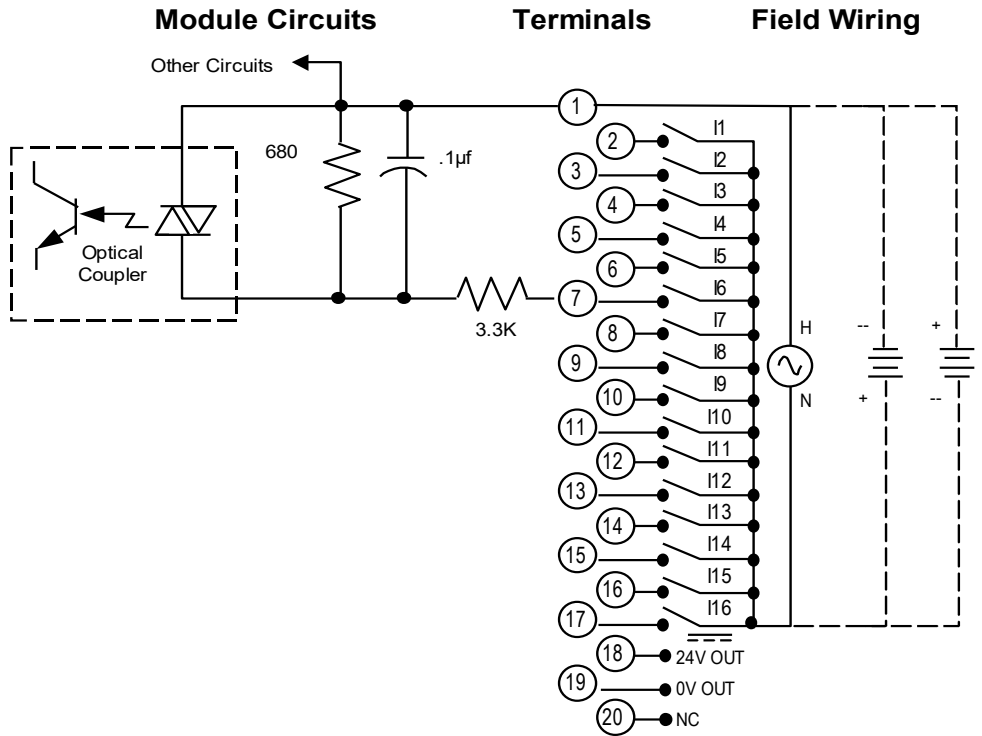 Module Circuits
Terminals
Field Wiring
Other Circuits
680
.1µf
Optical
Coupler
3.3K
1
2
I1
3
I2
4
I3
5
I4
6
I5
7
I6
8
I7
9
I8
10
I9
11
I10
12
I11
13
I12
14
I13
15
I14
16
I15
17
I16
18
24V OUT
19
0V OUT
20
NC
H
N
--
+
+
--